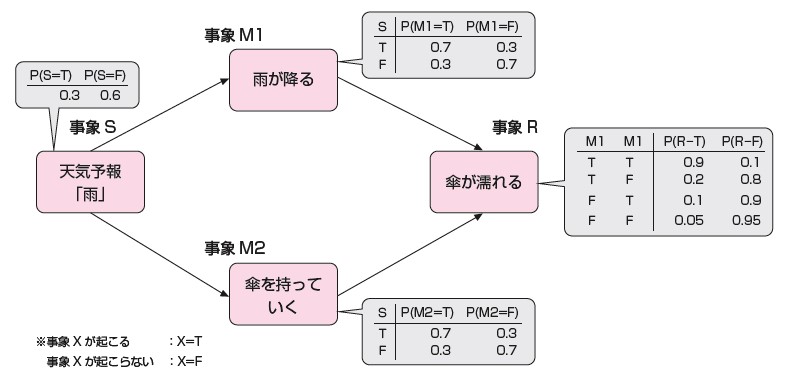 事象 M1
S P(M1=T) P(M1=F)
T 0.7 0.3
F 0.3 0.7
雨が降る
P(S=T) P(S=F)
0.3 0.6
事象 S
天気予報
「雨」
事象 R
傘が濡れる
M1 M1 P(R−T) P(R−F)
T T 0.9 0.1
T F 0.2 0.8
F T 0.1 0.9
F F 0.05 0.95
事象 M2
傘を持って
いく
S P(M2=T) P(M2=F)
T 0.7 0.3
F 0.3 0.7
※事象 X が起こる ：X=T
事象 X が起こらない ：X=F